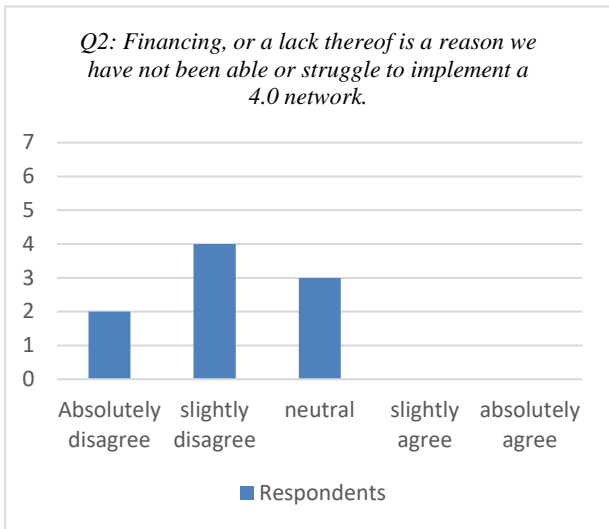 Q2: Financing, or a lack thereof is a reason we
have not been able or struggle to implement a
4.0 network.
7
6
5
4
3
2
1
0
Absolutely disagree
slightly disagree
neutral
slightly agree
absolutely agree
Respondents